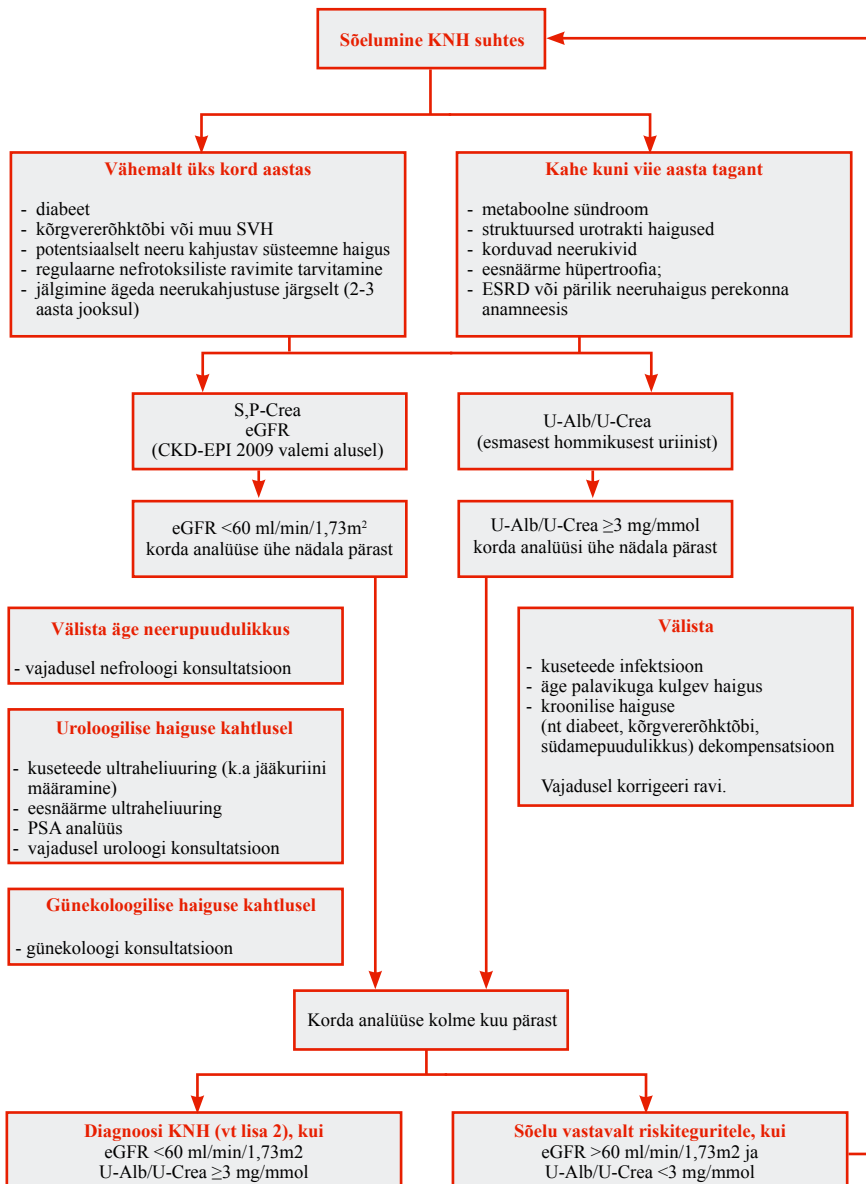 Sõelumine KNH suhtes
Vähemalt üks kord aastas
- diabeet
- kõrgvererõhktõbi või muu SVH
- potentsiaalselt neeru kahjustav süsteemne haigus
- regulaarne nefrotoksiliste ravimite tarvitamine
- jälgimine ägeda neerukahjustuse järgselt (2-3
aasta jooksul)
Kahe kuni viie aasta tagant
- metaboolne sündroom
- struktuursed urotrakti haigused
- korduvad neerukivid
- eesnäärme hüpertroofia;
- ESRD või pärilik neeruhaigus perekonna
anamneesis
S,P-Crea
eGFR
(CKD-EPI 2009 valemi alusel)
U-Alb/U-Crea
(esmasest hommikusest uriinist)
eGFR <60 ml/min/1,73m²
korda analüüse ühe nädala pärast
U-Alb/U-Crea ≥3 mg/mmol
korda analüüsi ühe nädala pärast
Välista äge neerupuudulikkus
- vajadusel nefroloogi konsultatsioon
Uroloogilise haiguse kahtlusel
- kuseteede ultraheliuuring (k.a jääkuriini
määramine)
- eesnäärme ultraheliuuring
- PSA analüüs
- vajadusel uroloogi konsultatsioon
Günekoloogilise haiguse kahtlusel
- günekoloogi konsultatsioon
Välista
- kuseteede infektsioon
- äge palavikuga kulgev haigus
- kroonilise haiguse
(nt diabeet, kõrgvererõhktõbi,
südamepuudulikkus) dekompensatsioon
Vajadusel korrigeeri ravi.
Korda analüüse kolme kuu pärast
Diagnoosi KNH (vt lisa 2), kui
eGFR <60 ml/min/1,73m2
U-Alb/U-Crea ≥3 mg/mmol
Sõelu vastavalt riskiteguritele, kui
eGFR >60 ml/min/1,73m2 ja
U-Alb/U-Crea <3 mg/mmol